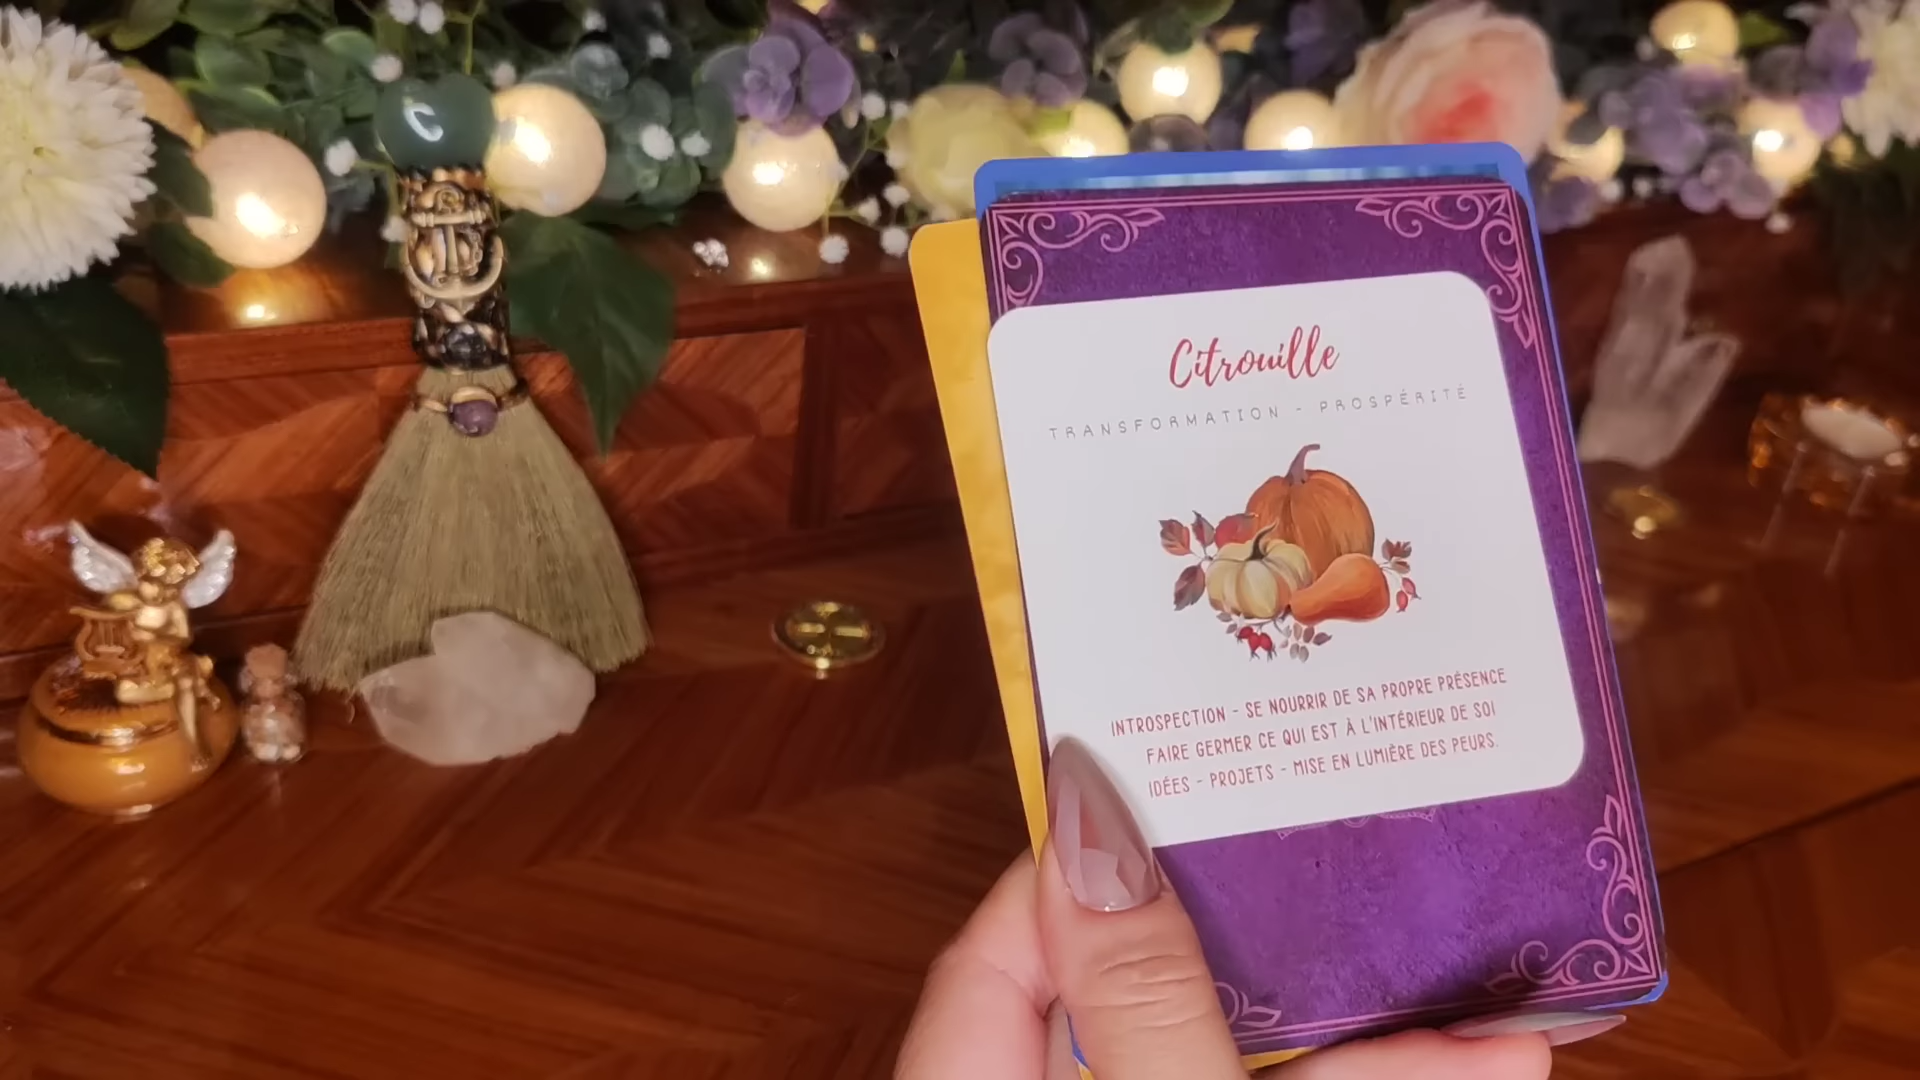 Citrouille
TRANSFORMATION - PROSPÉRITÉ
INTROSPECTION - SE NOURRIR DE SA PROPRE PRÉSENCE
FAIRE GERMER CE QUI EST À L'INTÉRIEUR DE SOI
IDÉES - PROJETS - MISE EN LUMIÈRE DES PEURS.